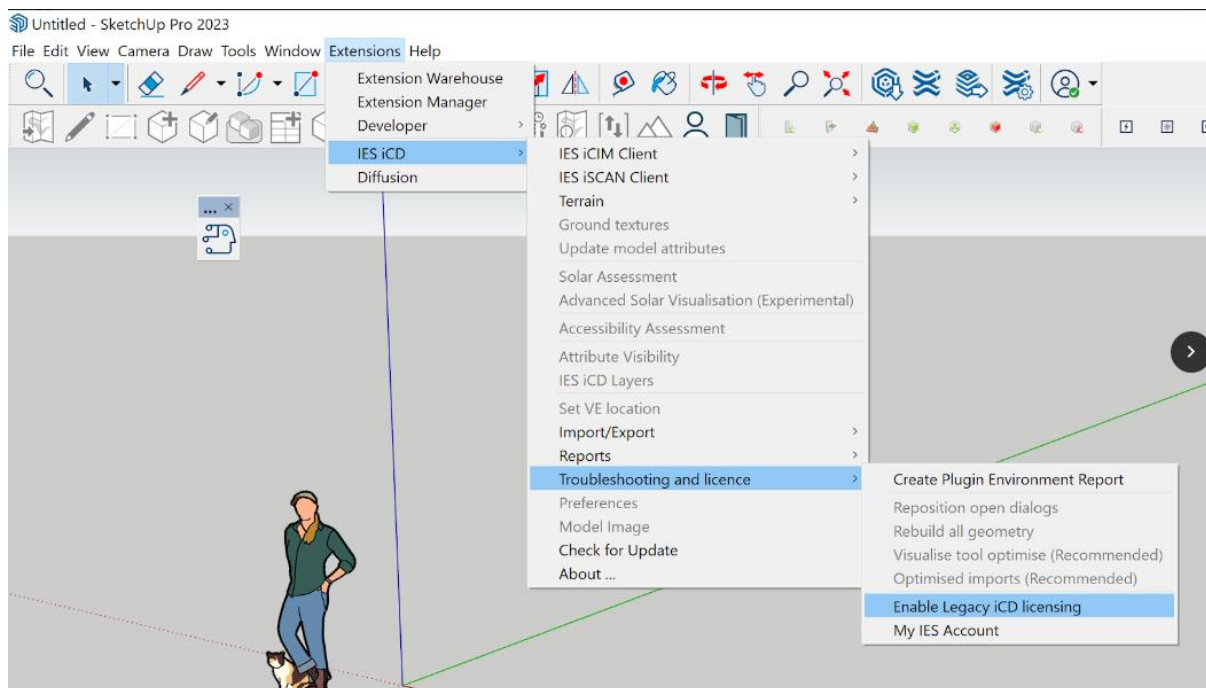 Untitled - SketchUp Pro 2023
File Edit View Camera Draw Tools Window Extensions Help
Extension Warehouse
Extension Manager
Developer
IES iCD
Diffusion
IES iCIM Client
IES iSCAN Client
Terrain
Ground textures
Update model attributes
Solar Assessment
Advanced Solar Visualisation (Experimental)
Accessibility Assessment
Attribute Visibility
IES iCD Layers
Set VE location
Import/Export
Reports
Troubleshooting and licence
Preferences
Model Image
Check for Update
About ...
Create Plugin Environment Report
Reposition open dialogs
Rebuild all geometry
Visualise tool optimise (Recommended)
Optimised imports (Recommended)
Enable Legacy iCD licensing
My IES Account